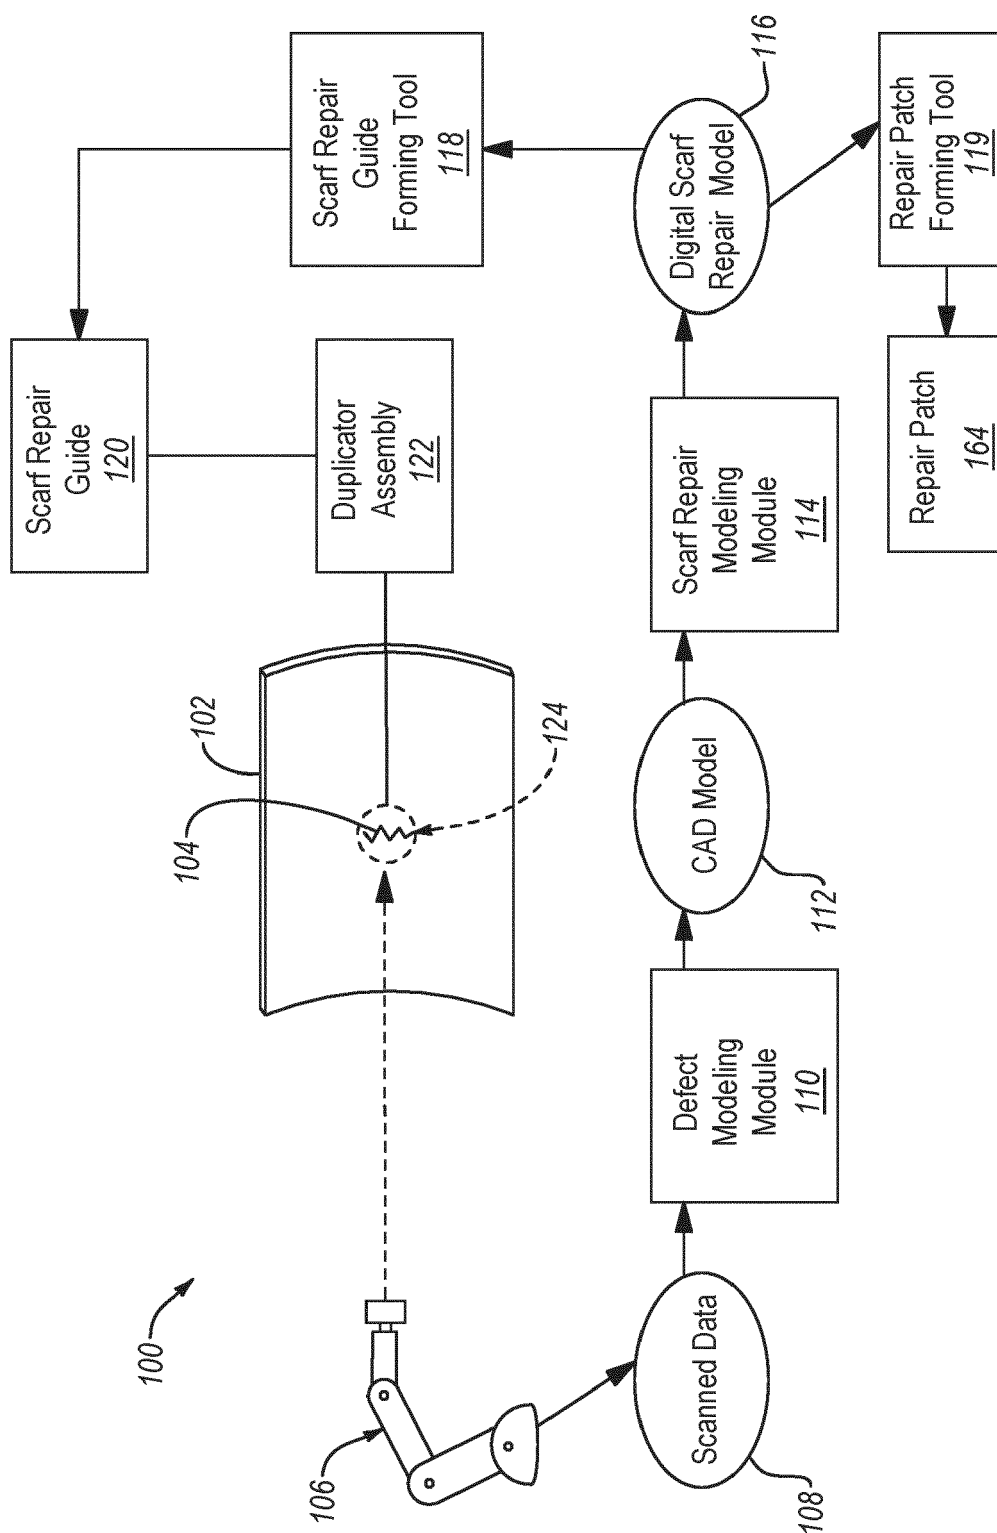 100
106
Scanned Data
108
Defect
Modeling
Module
110
CAD Model
112
Scarf Repair
Modeling
Module
114
Digital Scarf
Repair Model
116
Scarf Repair
Guide
Forming Tool
118
Repair Patch
Forming Tool
119
Repair Patch
164
Scarf Repair
Guide
120
Duplicator
Assembly
122
102
104
124